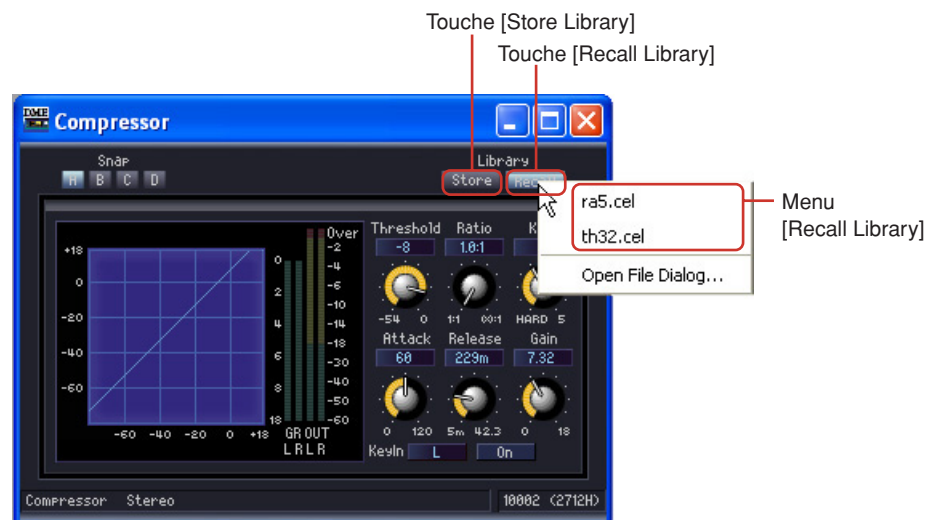 Touche [Store Library]
Touche [Recall Library]
DME
Compressor
Snap
Library
A B C D
Store
ra5.cel
th32.cel
Open File Dialog...
Menu
[Recall Library]
Threshold Ratio
-8 1.0:1
-54 0 1:1 ∞:1 HARD 5
Attack Release Gain
60 229m 7.32
0 120 5m 42.3 0 18
KeyIn L On
+18
0
-20
-40
-60
-60 -40 -20 0 +18
0
2
4
6
8
18
Over
-2
-4
-6
-10
-14
-18
-30
-40
-50
-60
GR OUT
L R L R
Compressor Stereo 10002 (2712H)